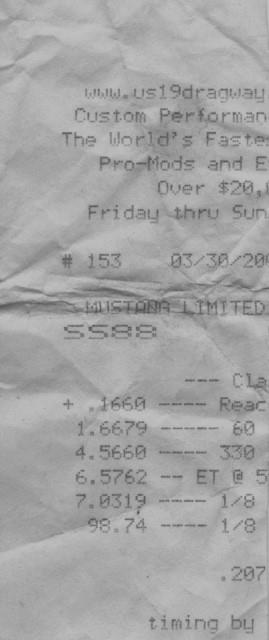 www.us19dragway
Custom Performan
The World's Faste
Pro-Mods and E
Over $20,
Friday thru Sun
# 153 03/30/20
MUSTANA LIMITED
SS88
--- Cla
+ .1660 ---- Reac
1.6679 ----- 60
4.5660 ---- 330
6.5762 -- ET @ 5
7.0319 ---- 1/8
98.74 ----- 1/8
.207
timing by